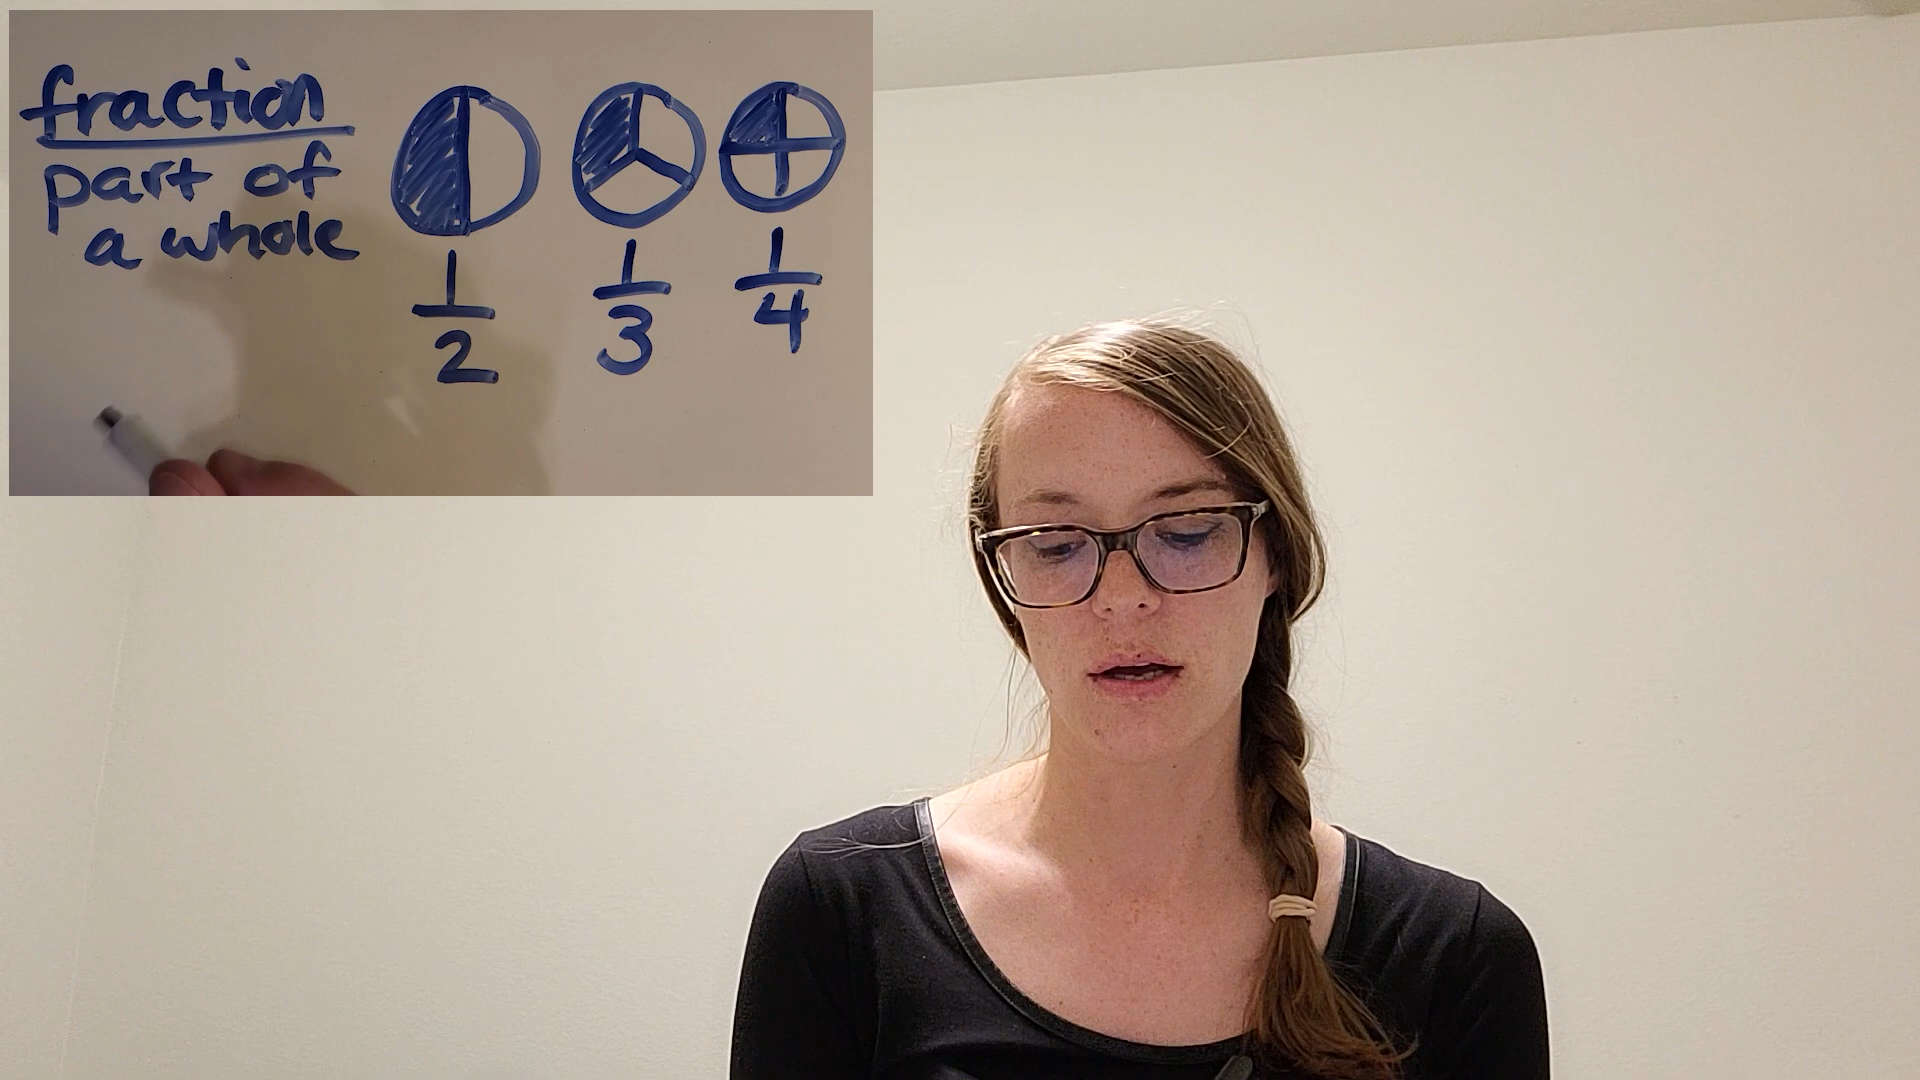 fraction
part of
a whole
1/2
1/3
1/4